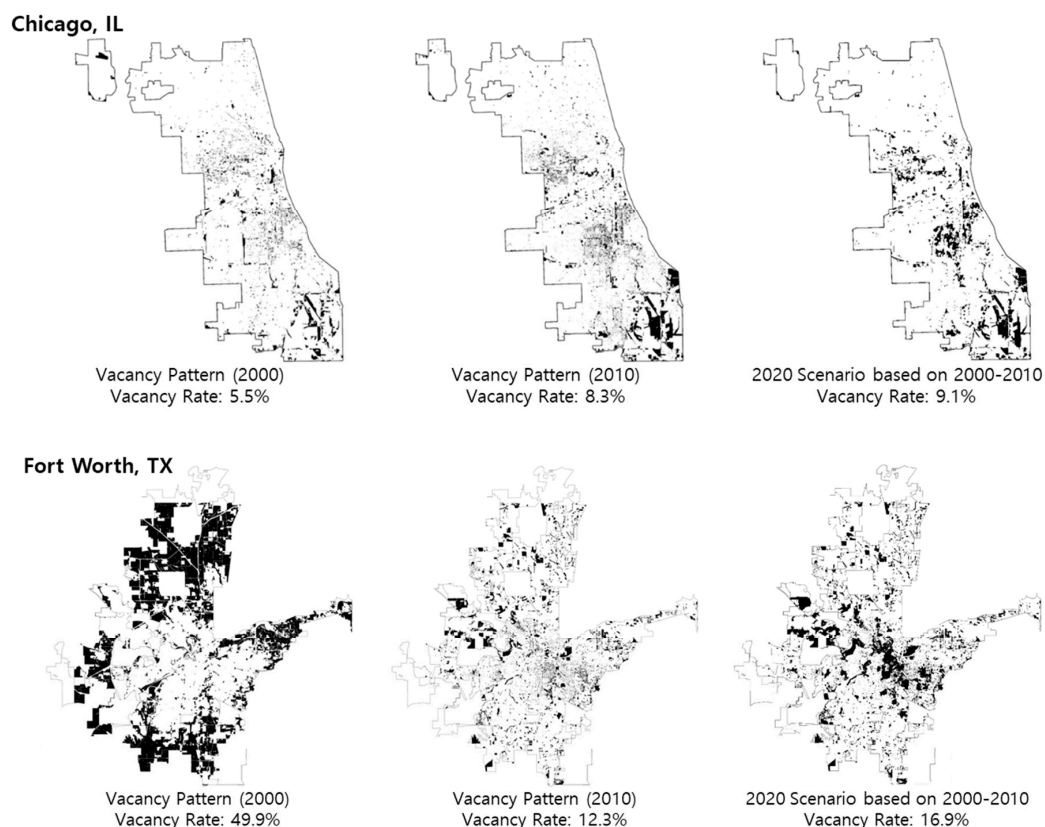 Chicago, IL
Vacancy Pattern (2000)
Vacancy Rate: 5.5%
Vacancy Pattern (2010)
Vacancy Rate: 8.3%
2020 Scenario based on 2000-2010
Vacancy Rate: 9.1%
Fort Worth, TX
Vacancy Pattern (2000)
Vacancy Rate: 49.9%
Vacancy Pattern (2010)
Vacancy Rate: 12.3%
2020 Scenario based on 2000-2010
Vacancy Rate: 16.9%